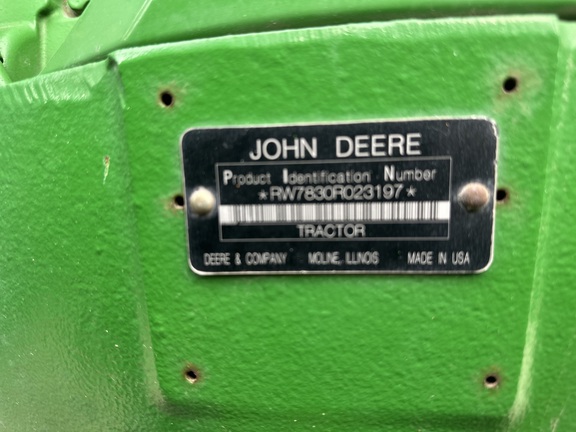 JOHN DEERE
Product Identification Number
*RW7830R023197*
TRACTOR
DEERE & COMPANY MOLINE, ILLINOIS MADE IN USA